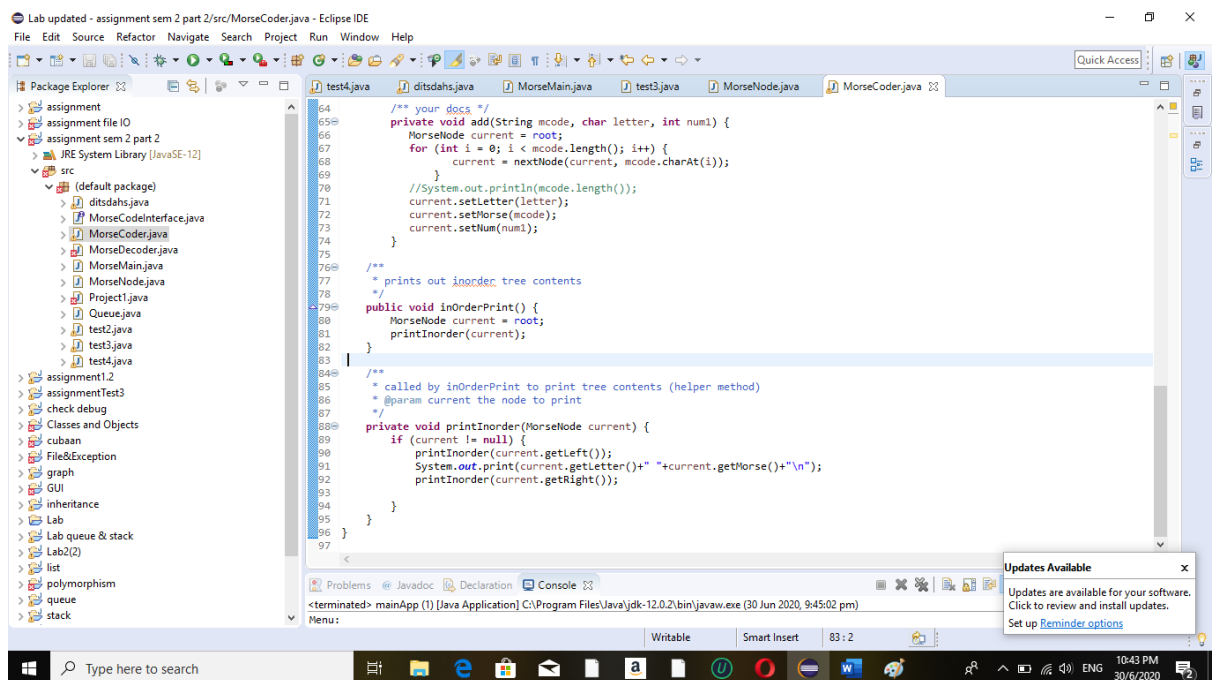 Lab updated - assignment sem 2 part 2/src/MorseCoder.java - Eclipse IDE
File Edit Source Refactor Navigate Search Project Run Window Help
Quick Access
Package Explorer
test4.java ditsdahs.java MorseMain.java test3.java MorseNode.java MorseCoder.java
assignment
assignment file IO
assignment sem 2 part 2
JRE System Library [JavaSE-12]
src
(default package)
ditsdahs.java
MorseCodeInterface.java
MorseCoder.java
MorseDecoder.java
MorseMain.java
MorseNode.java
Project1.java
Queue.java
test2.java
test3.java
test4.java
assignment1.2
assignmentTest3
check debug
Classes and Objects
cubaan
File&Exception
graph
GUI
inheritance
Lab
Lab queue & stack
Lab2(2)
list
polymorphism
queue
stack
64 /** your docs */
65 private void add(String mcode, char letter, int num1) {
66 MorseNode current = root;
67 for (int i = 0; i < mcode.length(); i++) {
68 current = nextNode(current, mcode.charAt(i));
69 }
70 //System.out.println(mcode.length());
71 current.setLetter(letter);
72 current.setMorse(mcode);
73 current.setNum(num1);
74 }
75
76 /**
77 * prints out inorder tree contents
78 */
79 public void inOrderPrint() {
80 MorseNode current = root;
81 printInorder(current);
82 }
83
84 /**
85 * called by inOrderPrint to print tree contents (helper method)
86 * @param current the node to print
87 */
88 private void printInorder(MorseNode current) {
89 if (current != null) {
90 printInorder(current.getLeft());
91 System.out.print(current.getLetter()+" "+current.getMorse()+"\n");
92 printInorder(current.getRight());
93
94 }
95 }
96 }
97
Problems @ Javadoc Declaration Console
<terminated> mainApp (1) [Java Application] C:\Program Files\Java\jdk-12.0.2\bin\javaw.exe (30 Jun 2020, 9:45:02 pm)
Menu:
Updates Available x
Updates are available for your software.
Click to review and install updates.
Set up Reminder options
Writable Smart Insert 83 : 2
Type here to search
ENG
10:43 PM
30/6/2020